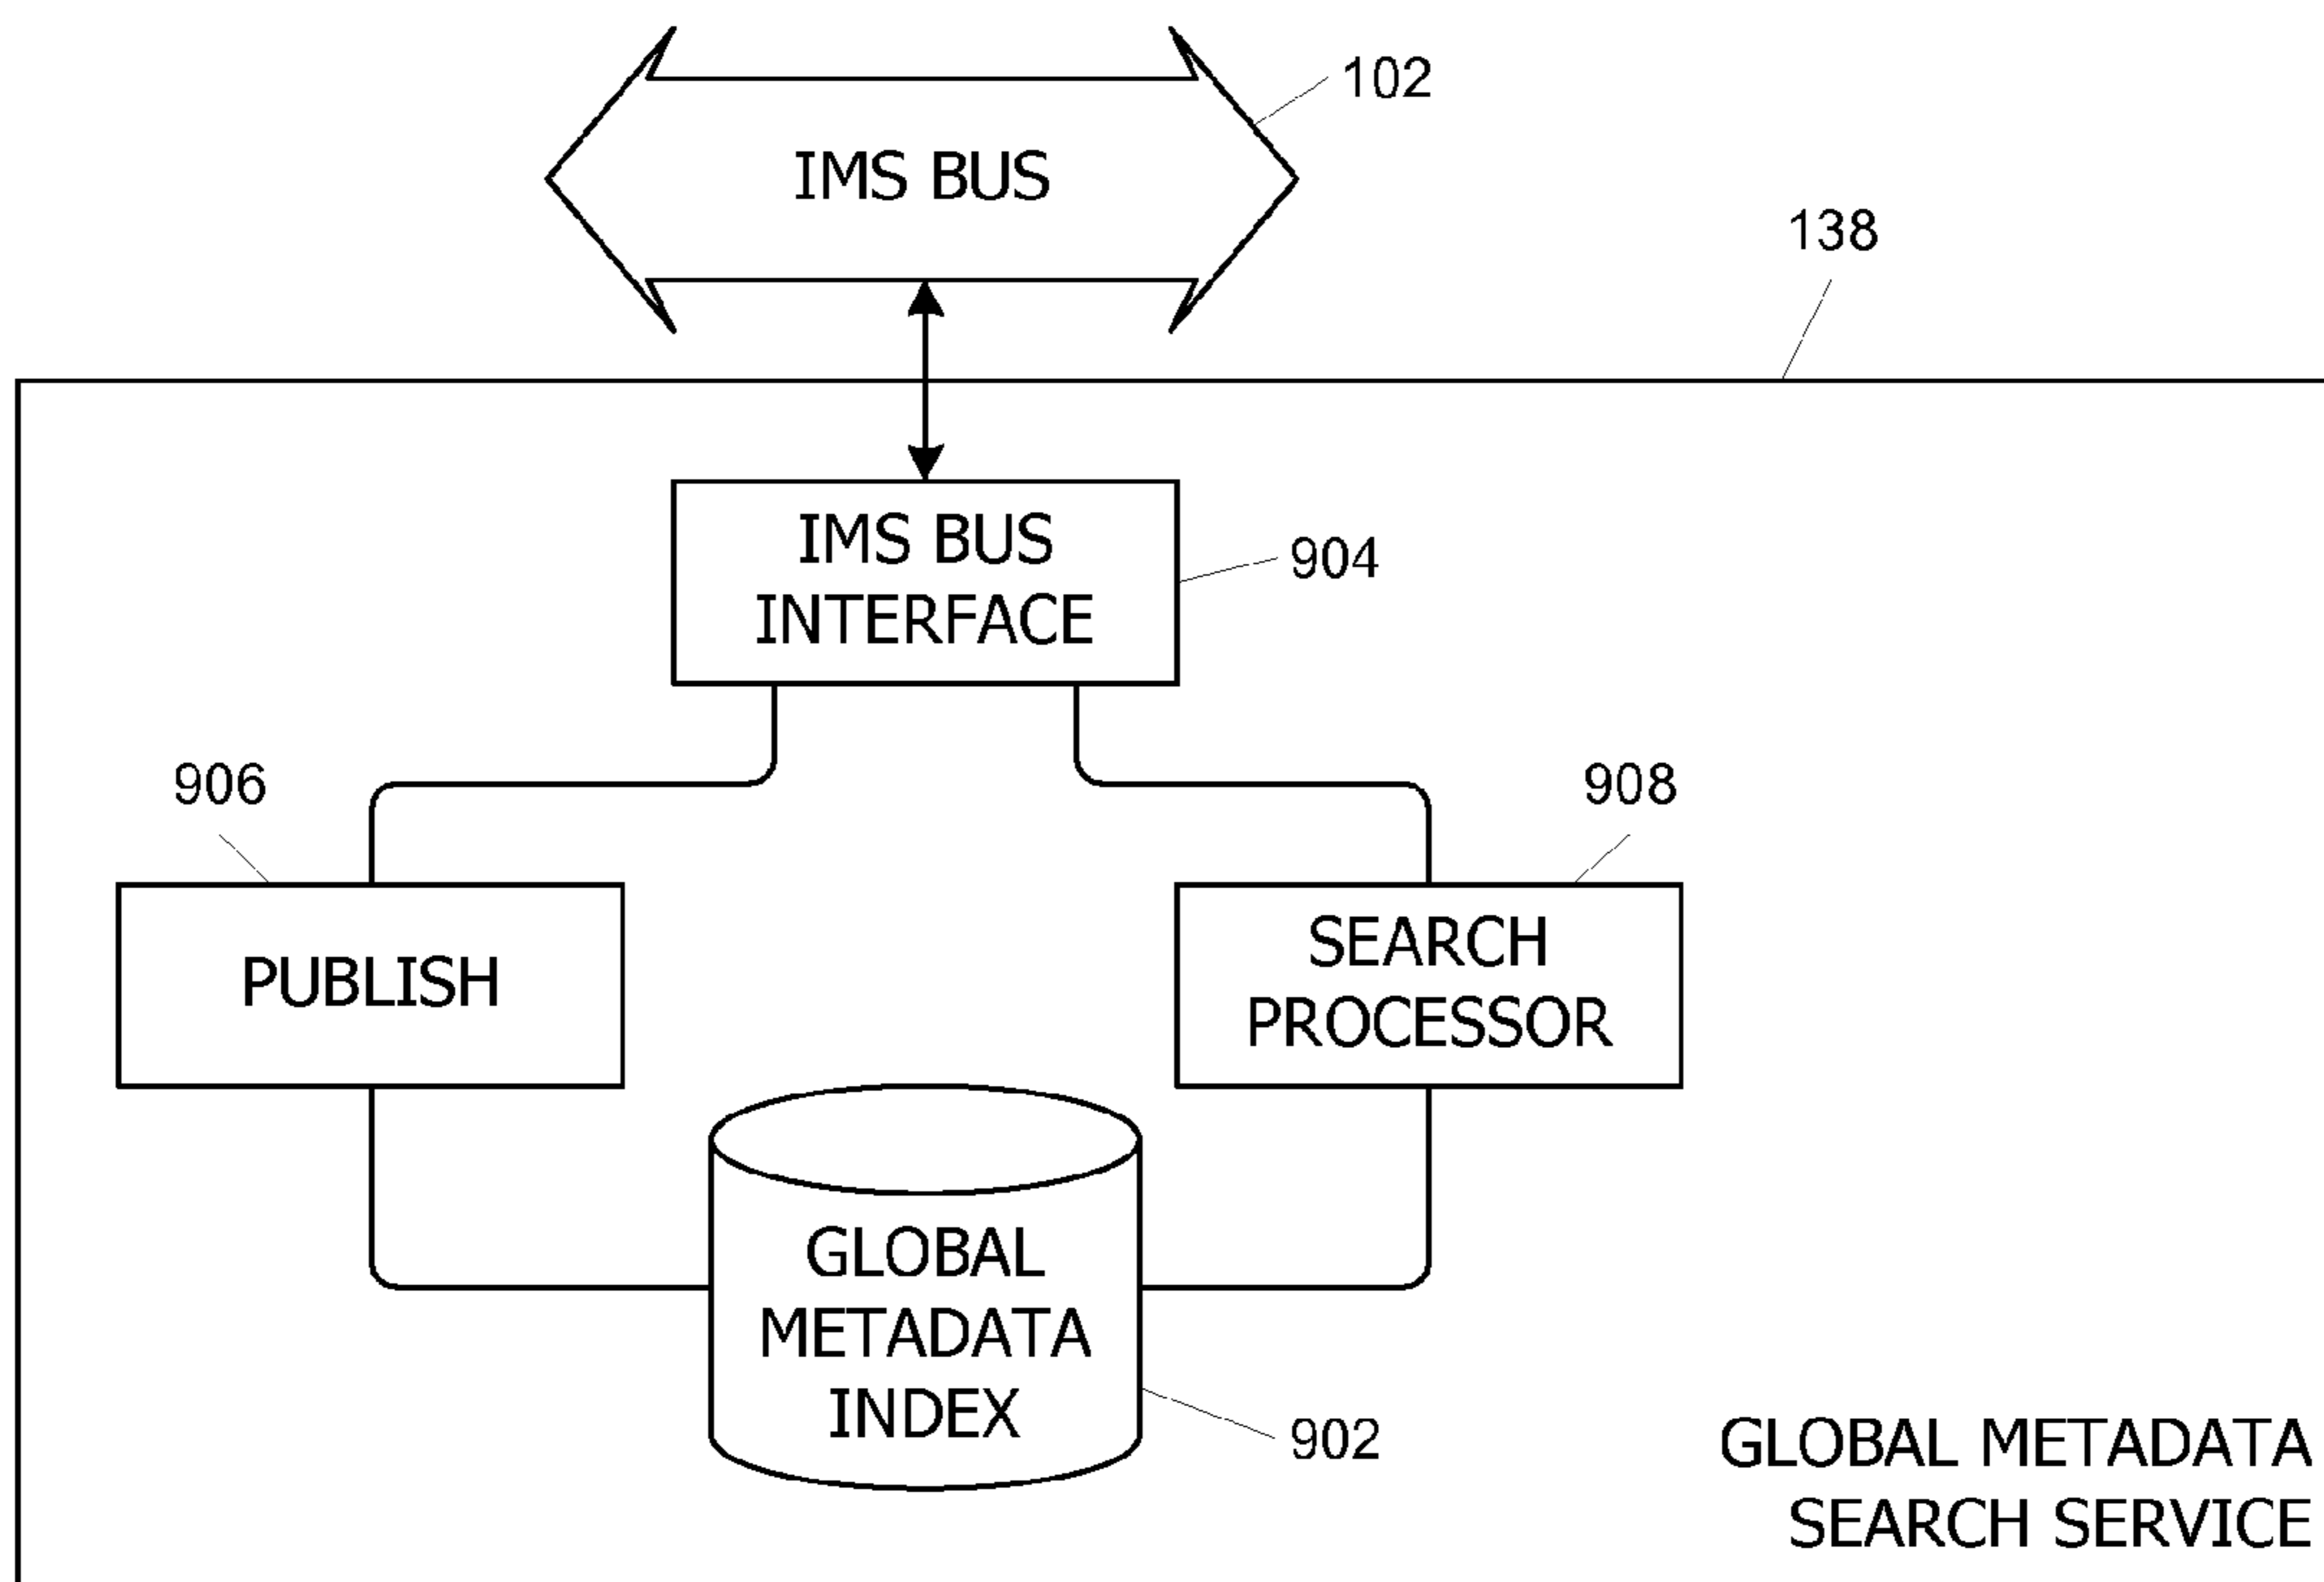 102
IMS BUS
138
IMS BUS
INTERFACE
904
906
908
PUBLISH
SEARCH
PROCESSOR
GLOBAL
METADATA
INDEX
902
GLOBAL METADATA
SEARCH SERVICE